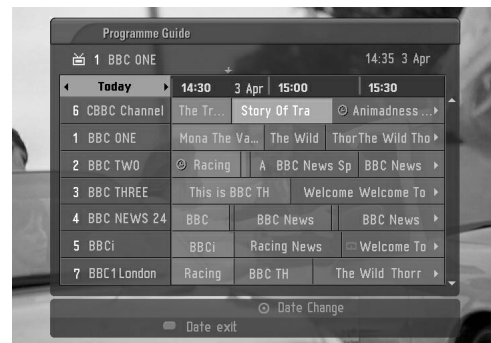 Programme Guide
1 BBC ONE 14:35 3 Apr
Today 14:30 3 Apr 15:00 15:30
6 CBBC Channel The Tr... Story Of Tra Animadness ...
1 BBC ONE Mona The Va... The Wild ThorThe Wild Tho
2 BBC TWO Racing A BBC News Sp BBC News
3 BBC THREE This is BBC TH Welcome Welcome To
4 BBC NEWS 24 BBC BBC News BBC News
5 BBCi BBCi Racing News Welcome To
7 BBC1 London Racing BBC TH The Wild Thorr
Date Change
Date exit